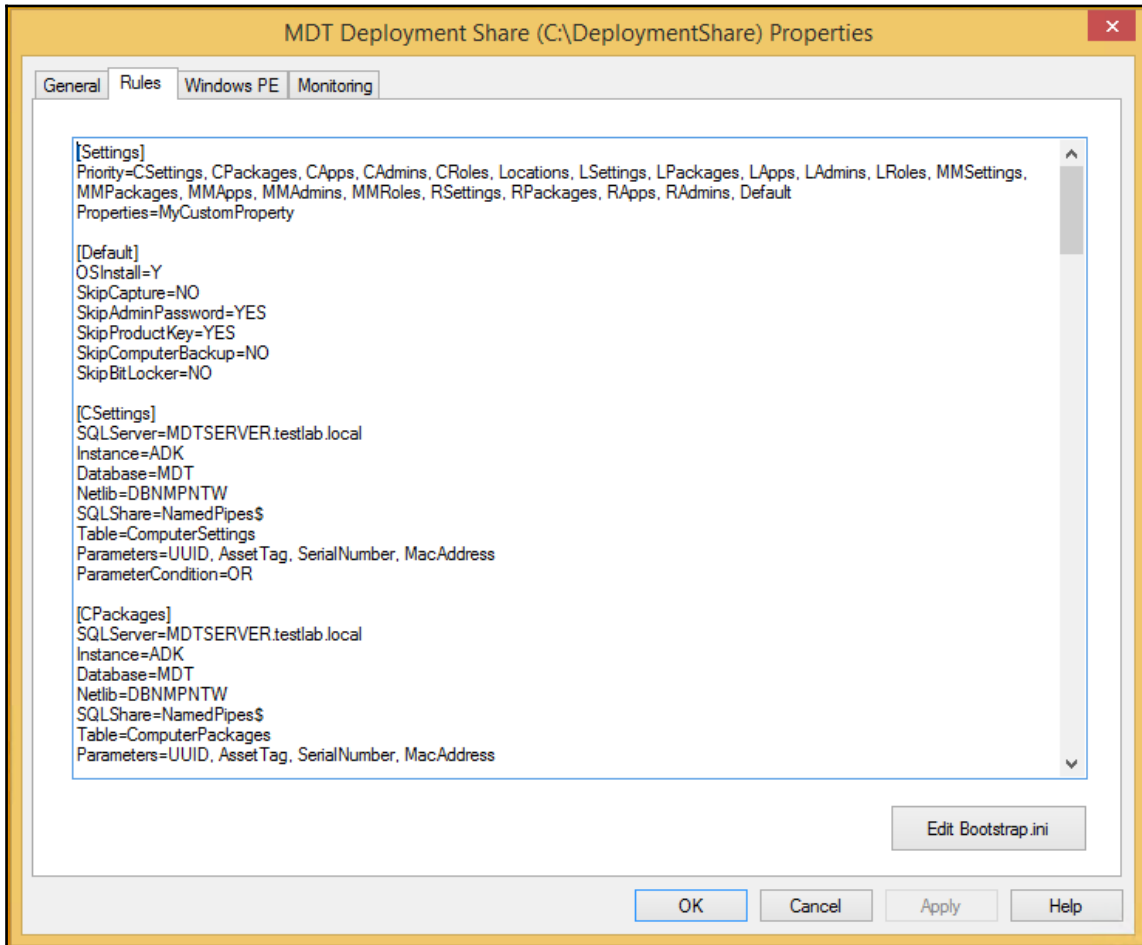 MDT Deployment Share (C:\DeploymentShare) Properties
General Rules Windows PE Monitoring
[Settings]
Priority=CSettings, CPackages, CApps, CAdmins, CRoles, Locations, LSettings, LPackages, LApps, LAdmins, LRoles, MMSettings,
MMPackages, MMApps, MMAdmins, MMRoles, RSettings, RPackages, RApps, RAdmins, Default
Properties=MyCustomProperty
[Default]
OSInstall=Y
SkipCapture=NO
SkipAdminPassword=YES
SkipProductKey=YES
SkipComputerBackup=NO
SkipBitLocker=NO
[CSettings]
SQLServer=MDTSERVER.testlab.local
Instance=ADK
Database=MDT
Netlib=DBNMPNTW
SQLShare=NamedPipes$
Table=ComputerSettings
Parameters=UUID, AssetTag, SerialNumber, MacAddress
ParameterCondition=OR
[CPackages]
SQLServer=MDTSERVER.testlab.local
Instance=ADK
Database=MDT
Netlib=DBNMPNTW
SQLShare=NamedPipes$
Table=ComputerPackages
Parameters=UUID, AssetTag, SerialNumber, MacAddress
Edit Bootstrap.ini
OK Cancel Apply Help